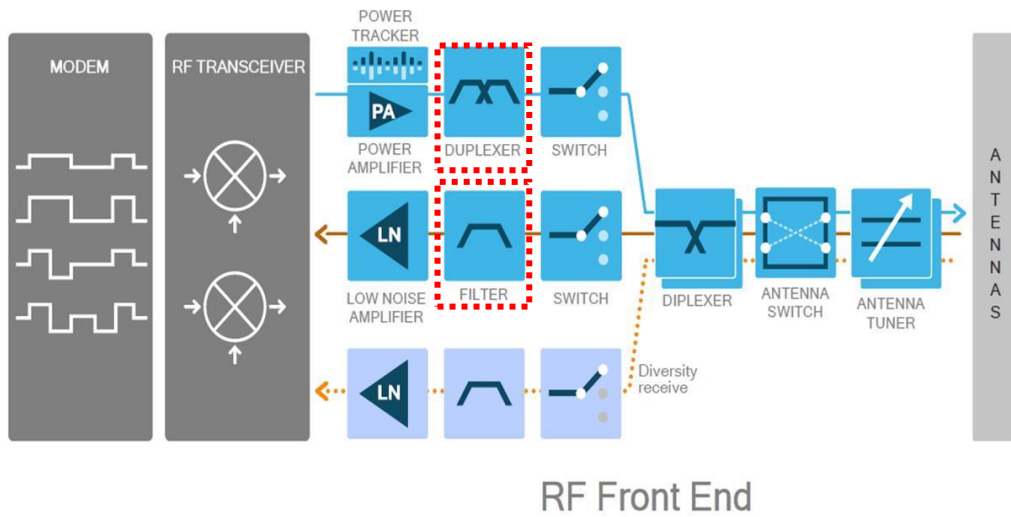 MODEM
RF TRANSCEIVER
POWER
TRACKER
PA
POWER
AMPLIFIER
DUPLEXER
SWITCH
LN
LOW NOISE
AMPLIFIER
FILTER
SWITCH
DIPLEXER
ANTENNA
SWITCH
ANTENNA
TUNER
LN
Diversity
receive
ANTENNAS
RF Front End